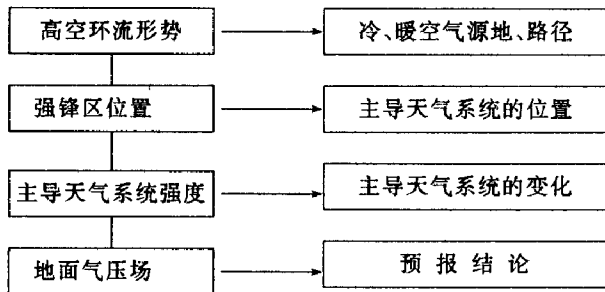 高空环流形势
冷、暖空气源地、路径
强锋区位置
主导天气系统的位置
主导天气系统强度
主导天气系统的变化
地面气压场
预报结论